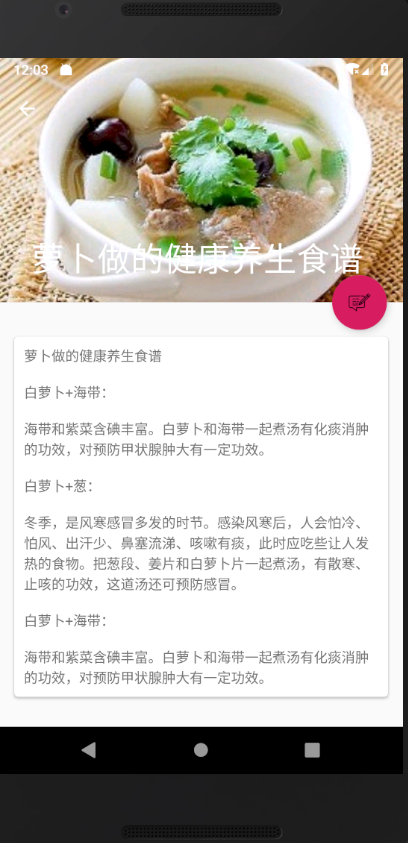 12:03
萝卜做的健康养生食谱
萝卜做的健康养生食谱
白萝卜+海带：
海带和紫菜含碘丰富。白萝卜和海带一起煮汤有化痰消肿
的功效，对预防甲状腺肿大有一定功效。
白萝卜+葱：
冬季，是风寒感冒多发的时节。感染风寒后，人会怕冷、
怕风、出汗少、鼻塞流涕、咳嗽有痰，此时应吃些让人发
热的食物。把葱段、姜片和白萝卜片一起煮汤，有散寒、
止咳的功效，这道汤还可预防感冒。
白萝卜+海带：
海带和紫菜含碘丰富。白萝卜和海带一起煮汤有化痰消肿
的功效，对预防甲状腺肿大有一定功效。